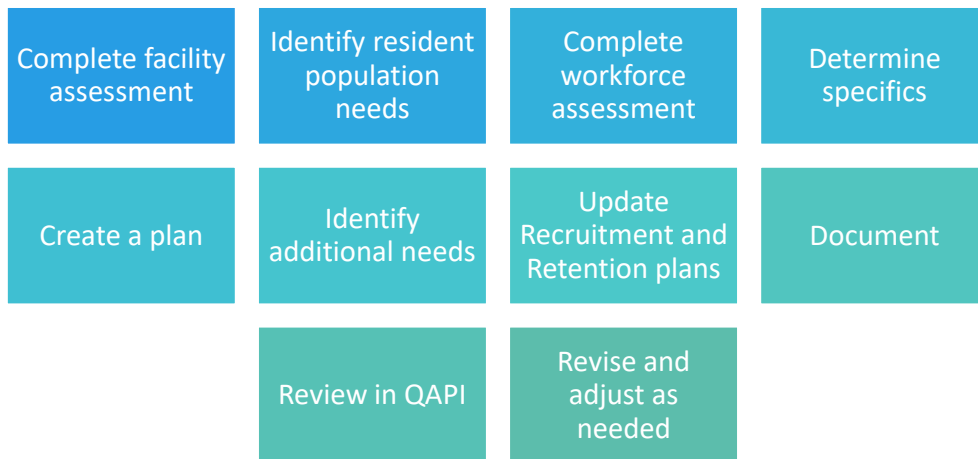 Complete facility
assessment
Identify resident
population
needs
Complete
workforce
assessment
Determine
specifics
Create a plan
Identify
additional needs
Update
Recruitment and
Retention plans
Document
Review in QAPI
Revise and
adjust as
needed